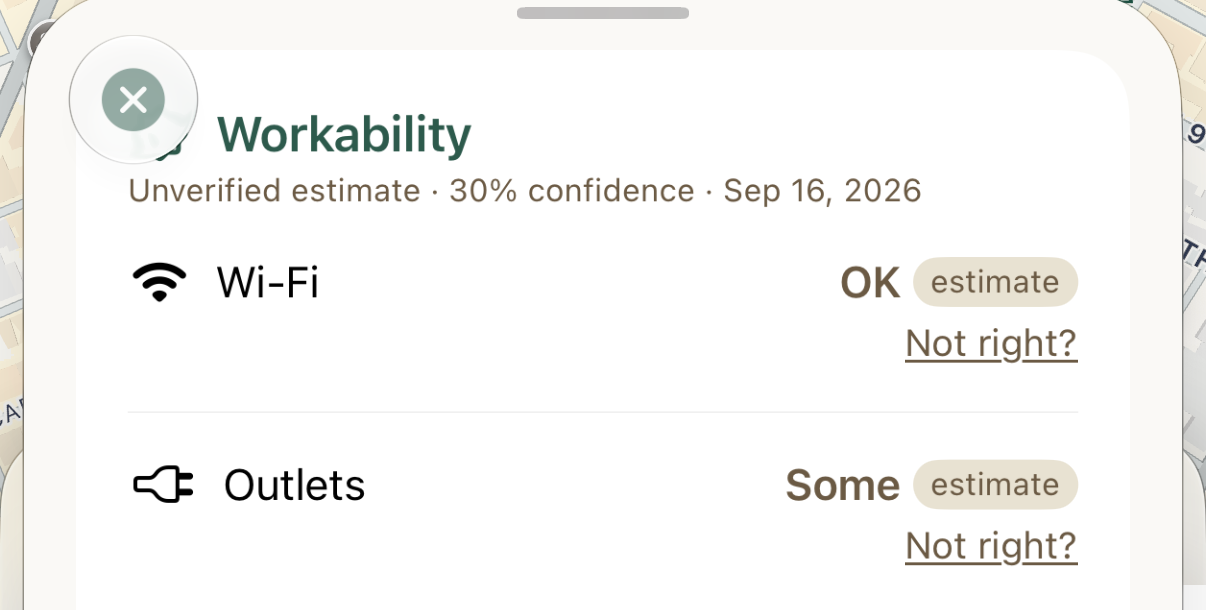 Workability
Unverified estimate · 30% confidence · Sep 16, 2026
Wi-Fi
OK estimate
Not right?
Outlets
Some estimate
Not right?